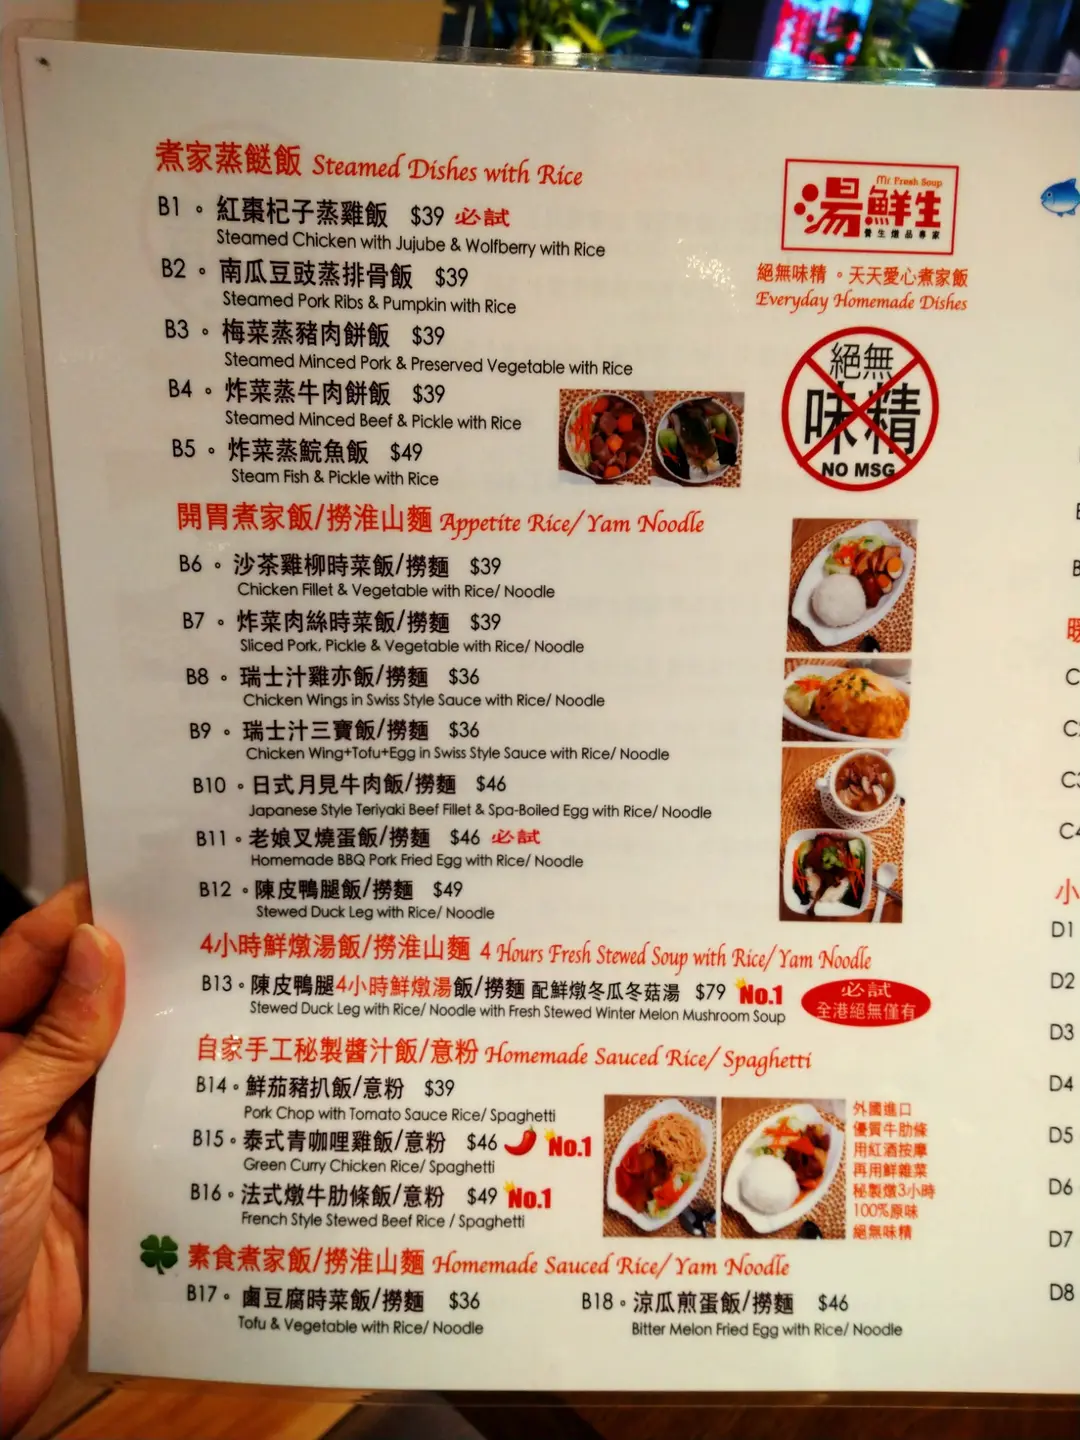 煮家蒸餸飯 Steamed Dishes with Rice
B1 。 紅棗杞子蒸雞飯 $39 必試
Steamed Chicken with Jujube & Wolfberry with Rice
B2 。 南瓜豆豉蒸排骨飯 $39
Steamed Pork Ribs & Pumpkin with Rice
B3 。 梅菜蒸豬肉餅飯 $39
Steamed Minced Pork & Preserved Vegetable with Rice
B4 。 炸菜蒸牛肉餅飯 $39
Steamed Minced Beef & Pickle with Rice
B5 。 炸菜蒸鯇魚飯 $49
Steam Fish & Pickle with Rice
Mr. Fresh Soup
湯鮮生
養生燉品專家
絕無味精 。天天愛心煮家飯
Everyday Homemade Dishes
絕無
味精
NO MSG
開胃煮家飯/撈淮山麵 Appetite Rice/ Yam Noodle
B6 。 沙茶雞柳時菜飯/撈麵 $39
Chicken Fillet & Vegetable with Rice/ Noodle
B7 。 炸菜肉絲時菜飯/撈麵 $39
Sliced Pork, Pickle & Vegetable with Rice/ Noodle
B8 。 瑞士汁雞亦飯/撈麵 $36
Chicken Wings in Swiss Style Sauce with Rice/ Noodle
B9 。 瑞士汁三寶飯/撈麵 $36
Chicken Wing+Tofu+Egg in Swiss Style Sauce with Rice/ Noodle
B10 。日式月見牛肉飯/撈麵 $46
Japanese Style Teriyaki Beef Fillet & Spa-Boiled Egg with Rice/ Noodle
B11 。老娘叉燒蛋飯/撈麵 $46 必試
Homemade BBQ Pork Fried Egg with Rice/ Noodle
B12 。陳皮鴨腿飯/撈麵 $49
Stewed Duck Leg with Rice/ Noodle
4小時鮮燉湯飯/撈淮山麵 4 Hours Fresh Stewed Soup with Rice/ Yam Noodle
B13 。陳皮鴨腿4小時鮮燉湯飯/撈麵 配鮮燉冬瓜冬菇湯 $79 No.1
Stewed Duck Leg with Rice/ Noodle with Fresh Stewed Winter Melon Mushroom Soup
必試
全港絕無僅有
自家手工秘製醬汁飯/意粉 Homemade Sauced Rice/ Spaghetti
B14 。鮮茄豬扒飯/意粉 $39
Pork Chop with Tomato Sauce Rice/ Spaghetti
B15 。泰式青咖哩雞飯/意粉 $46 No.1
Green Curry Chicken Rice/ Spaghetti
B16 。法式燉牛肋條飯/意粉 $49 No.1
French Style Stewed Beef Rice / Spaghetti
外國進口
優質牛肋條
用紅酒按摩
再用鮮雜菜
秘製燉3小時
100%原味
絕無味精
素食煮家飯/撈淮山麵 Homemade Sauced Rice/ Yam Noodle
B17 。 鹵豆腐時菜飯/撈麵 $36
Tofu & Vegetable with Rice/ Noodle
B18 。涼瓜煎蛋飯/撈麵 $46
Bitter Melon Fried Egg with Rice/ Noodle
小
D1
D2
D3
D4
D5
D6
D7
D8